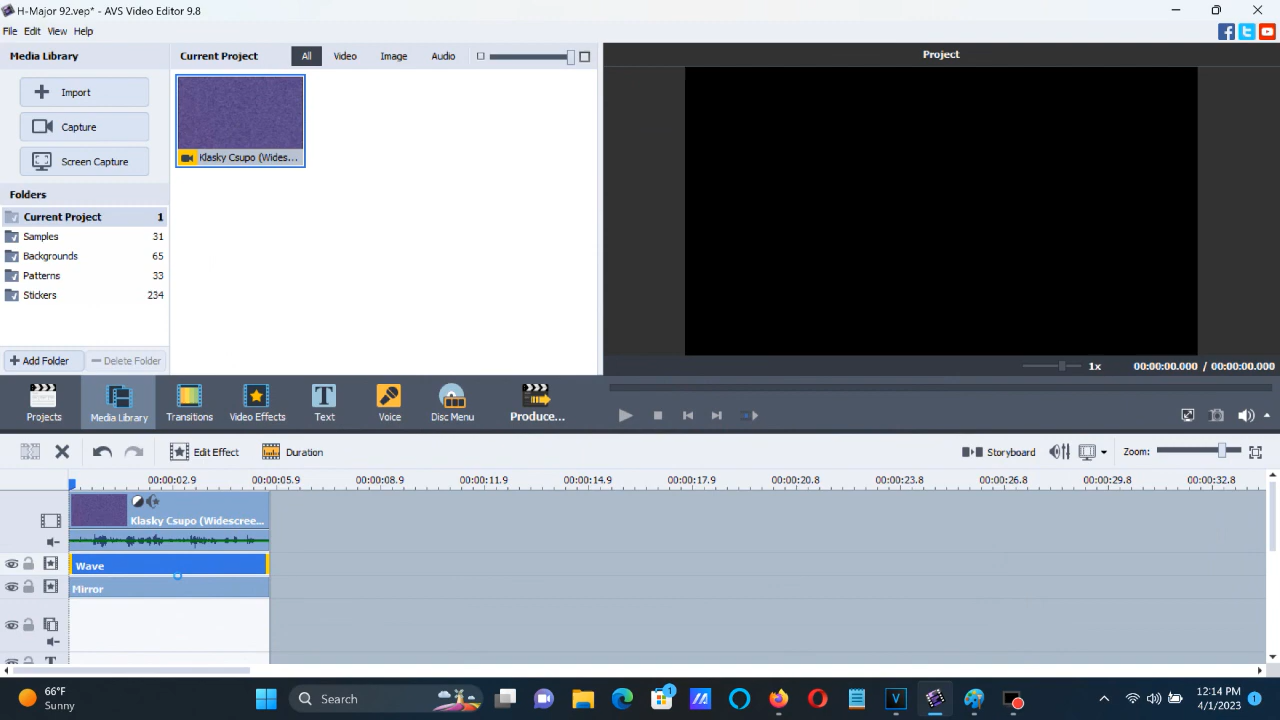 H-Major 92.vep* - AVS Video Editor 9.8
File Edit View Help
Media Library
Current Project
All Video Image Audio
Project
Import
Capture
Screen Capture
Klasky Csupo (Wides...
Folders
Current Project 1
Samples 31
Backgrounds 65
Patterns 33
Stickers 234
Add Folder
Delete Folder
1x
00:00:00.000 / 00:00:00.000
Projects
Media Library
Transitions
Video Effects
Text
Voice
Disc Menu
Produce...
Edit Effect
Duration
Storyboard
Zoom:
00:00:02.9 00:00:05.9 00:00:08.9 00:00:11.9 00:00:14.9 00:00:17.9 00:00:20.8 00:00:23.8 00:00:26.8 00:00:29.8 00:00:32.8
Klasky Csupo (Widescree...
Wave
Mirror
T
66°F
Sunny
Search
1
12:14 PM
4/1/2023
1